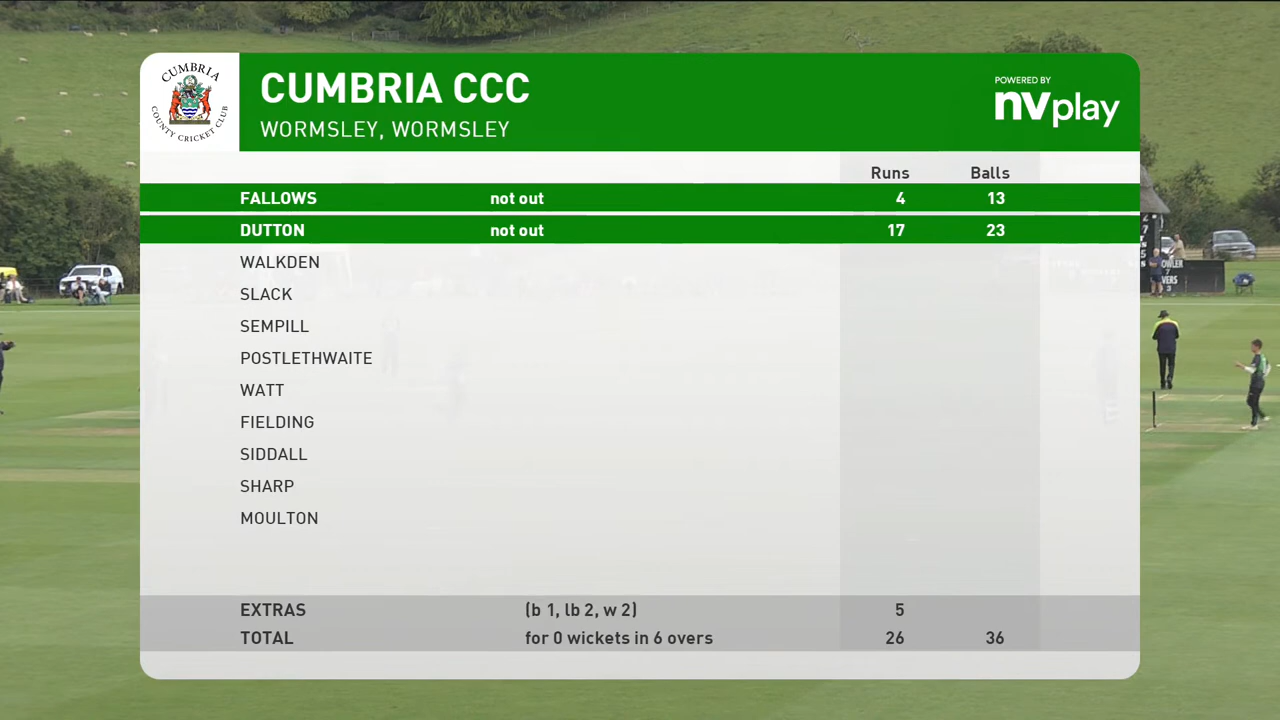 CUMBRIA
COUNTY CRICKET CLUB
CUMBRIA CCC
WORMSLEY, WORMSLEY
POWERED BY
nvplay
Runs Balls
FALLOWS not out 4 13
DUTTON not out 17 23
WALKDEN
SLACK
SEMPILL
POSTLETHWAITE
WATT
FIELDING
SIDDALL
SHARP
MOULTON
EXTRAS (b 1, lb 2, w 2) 5
TOTAL for 0 wickets in 6 overs 26 36